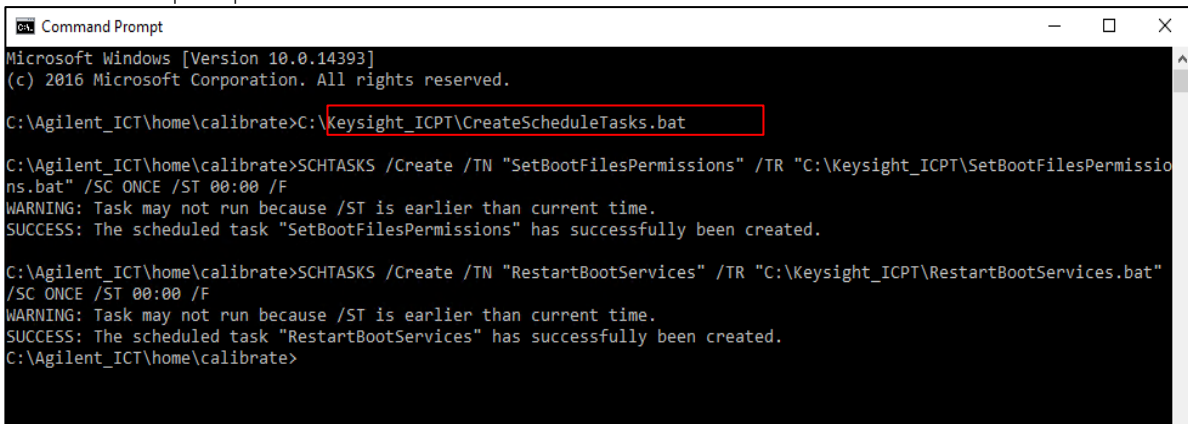 Command Prompt
Microsoft Windows [Version 10.0.14393]
(c) 2016 Microsoft Corporation. All rights reserved.
C:\Agilent_ICT\home\calibrate>C:\Keysight_ICPT\CreateScheduleTasks.bat
C:\Agilent_ICT\home\calibrate>SCHTASKS /Create /TN "SetBootFilesPermissions" /TR "C:\Keysight_ICPT\SetBootFilesPermissio
ns.bat" /SC ONCE /ST 00:00 /F
WARNING: Task may not run because /ST is earlier than current time.
SUCCESS: The scheduled task "SetBootFilesPermissions" has successfully been created.
C:\Agilent_ICT\home\calibrate>SCHTASKS /Create /TN "RestartBootServices" /TR "C:\Keysight_ICPT\RestartBootServices.bat"
/SC ONCE /ST 00:00 /F
WARNING: Task may not run because /ST is earlier than current time.
SUCCESS: The scheduled task "RestartBootServices" has successfully been created.
C:\Agilent_ICT\home\calibrate>